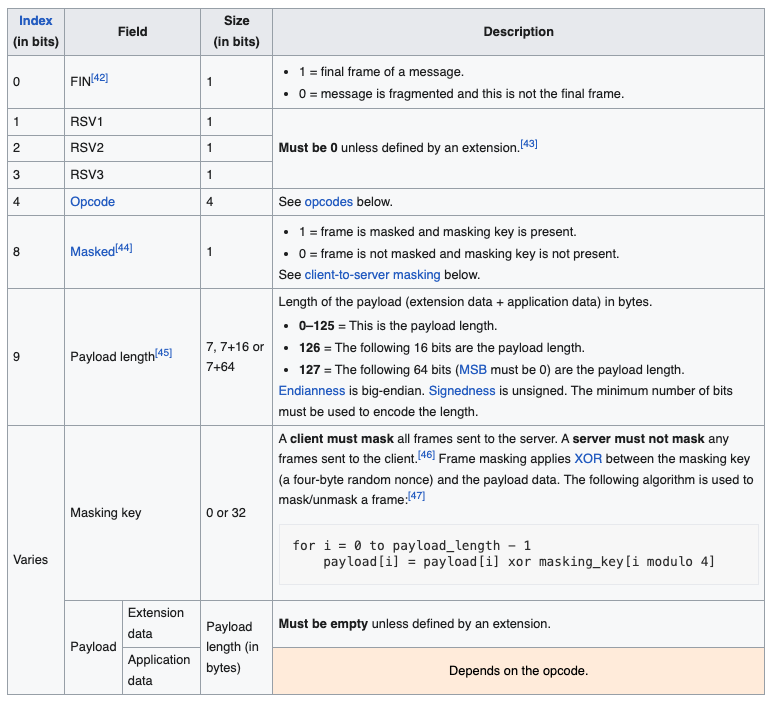 Index
(in bits)
Field
Size
(in bits)
Description
0
FIN[42]
1
1 = final frame of a message.
0 = message is fragmented and this is not the final frame.
1
RSV1
1
Must be 0 unless defined by an extension.[43]
2
RSV2
1
3
RSV3
1
4
Opcode
4
See opcodes below.
8
Masked[44]
1
1 = frame is masked and masking key is present.
0 = frame is not masked and masking key is not present.
See client-to-server masking below.
9
Payload length[45]
7, 7+16 or
7+64
Length of the payload (extension data + application data) in bytes.
0–125 = This is the payload length.
126 = The following 16 bits are the payload length.
127 = The following 64 bits (MSB must be 0) are the payload length.
Endianness is big-endian. Signedness is unsigned. The minimum number of bits
must be used to encode the length.
Varies
Masking key
0 or 32
A client must mask all frames sent to the server. A server must not mask any
frames sent to the client.[46] Frame masking applies XOR between the masking key
(a four-byte random nonce) and the payload data. The following algorithm is used to
mask/unmask a frame:[47]
for i = 0 to payload_length − 1
    payload[i] = payload[i] xor masking_key[i modulo 4]
Payload
Extension
data
Payload
length (in
bytes)
Must be empty unless defined by an extension.
Application
data
Depends on the opcode.